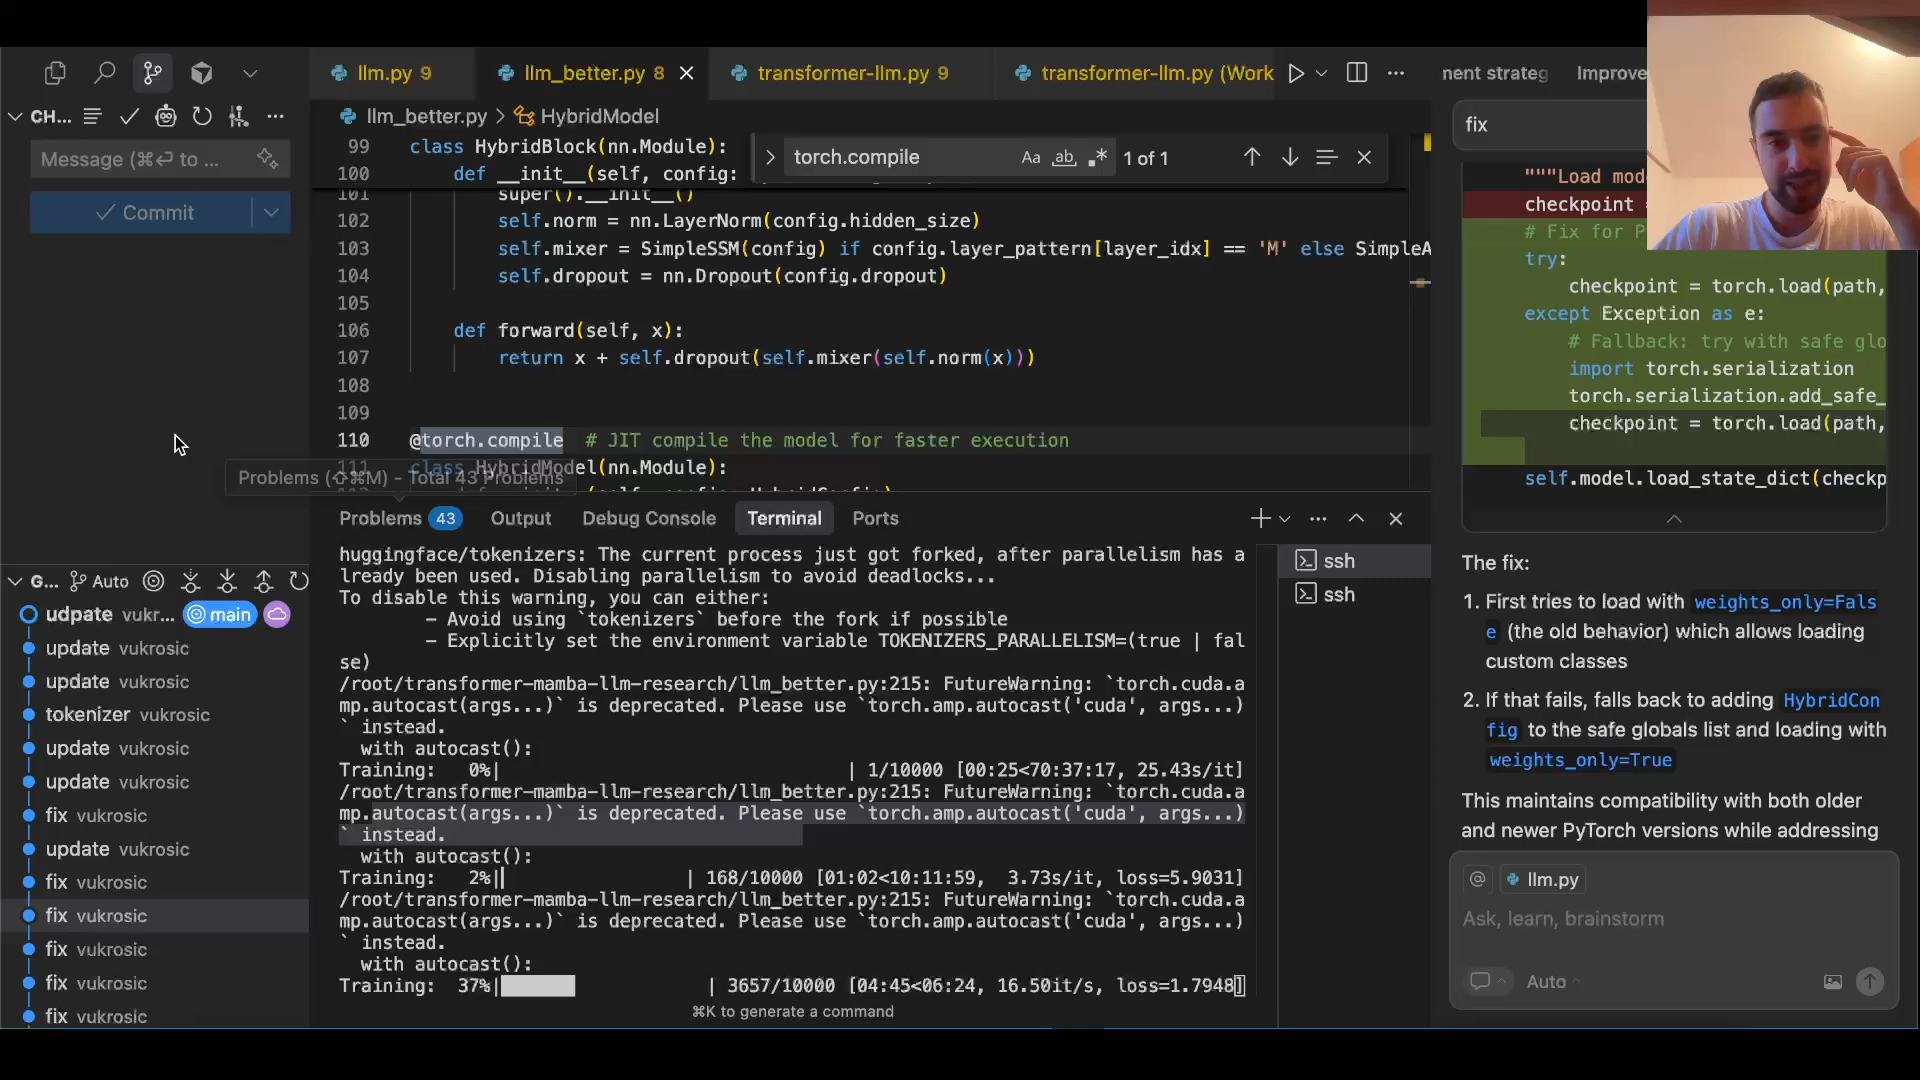 llm.py 9
llm_better.py 8
transformer-llm.py 9
transformer-llm.py (Work
nent strateg
Improve
CH...
Message (⌘⏎ to ...
Commit
llm_better.py > HybridModel
torch.compile
Aa
ab
1 of 1
99 class HybridBlock(nn.Module):
100 def __init__(self, config:
101 super().__init__()
102 self.norm = nn.LayerNorm(config.hidden_size)
103 self.mixer = SimpleSSM(config) if config.layer_pattern[layer_idx] == 'M' else SimpleA
104 self.dropout = nn.Dropout(config.dropout)
105
106 def forward(self, x):
107 return x + self.dropout(self.mixer(self.norm(x)))
108
109
110 @torch.compile # JIT compile the model for faster execution
111 class HybridModel(nn.Module):
Problems (⇧⌘M) - Total 43 Problems
Problems 43
Output
Debug Console
Terminal
Ports
huggingface/tokenizers: The current process just got forked, after parallelism has a
lready been used. Disabling parallelism to avoid deadlocks...
To disable this warning, you can either:
- Avoid using `tokenizers` before the fork if possible
- Explicitly set the environment variable TOKENIZERS_PARALLELISM=(true | fal
se)
/root/transformer-mamba-llm-research/llm_better.py:215: FutureWarning: `torch.cuda.a
mp.autocast(args...)` is deprecated. Please use `torch.amp.autocast('cuda', args...)
` instead.
with autocast():
Training: 0%| | 1/10000 [00:25<70:37:17, 25.43s/it]
/root/transformer-mamba-llm-research/llm_better.py:215: FutureWarning: `torch.cuda.a
mp.autocast(args...)` is deprecated. Please use `torch.amp.autocast('cuda', args...)
` instead.
with autocast():
Training: 2%| | 168/10000 [01:02<10:11:59, 3.73s/it, loss=5.9031]
/root/transformer-mamba-llm-research/llm_better.py:215: FutureWarning: `torch.cuda.a
mp.autocast(args...)` is deprecated. Please use `torch.amp.autocast('cuda', args...)
` instead.
with autocast():
Training: 37%| | 3657/10000 [04:45<06:24, 16.50it/s, loss=1.7948]
⌘K to generate a command
ssh
ssh
G... Auto
udpate vukr... main
update vukrosic
update vukrosic
tokenizer vukrosic
update vukrosic
update vukrosic
fix vukrosic
update vukrosic
fix vukrosic
fix vukrosic
fix vukrosic
fix vukrosic
fix vukrosic
fix
"""Load mod
checkpoint =
# Fix for P
try:
checkpoint = torch.load(path,
except Exception as e:
# Fallback: try with safe glo
import torch.serialization
torch.serialization.add_safe_
checkpoint = torch.load(path,
self.model.load_state_dict(checkp
The fix:
1. First tries to load with weights_only=Fals
e (the old behavior) which allows loading
custom classes
2. If that fails, falls back to adding HybridCon
fig to the safe globals list and loading with
weights_only=True
This maintains compatibility with both older
and newer PyTorch versions while addressing
@ llm.py
Ask, learn, brainstorm
Auto